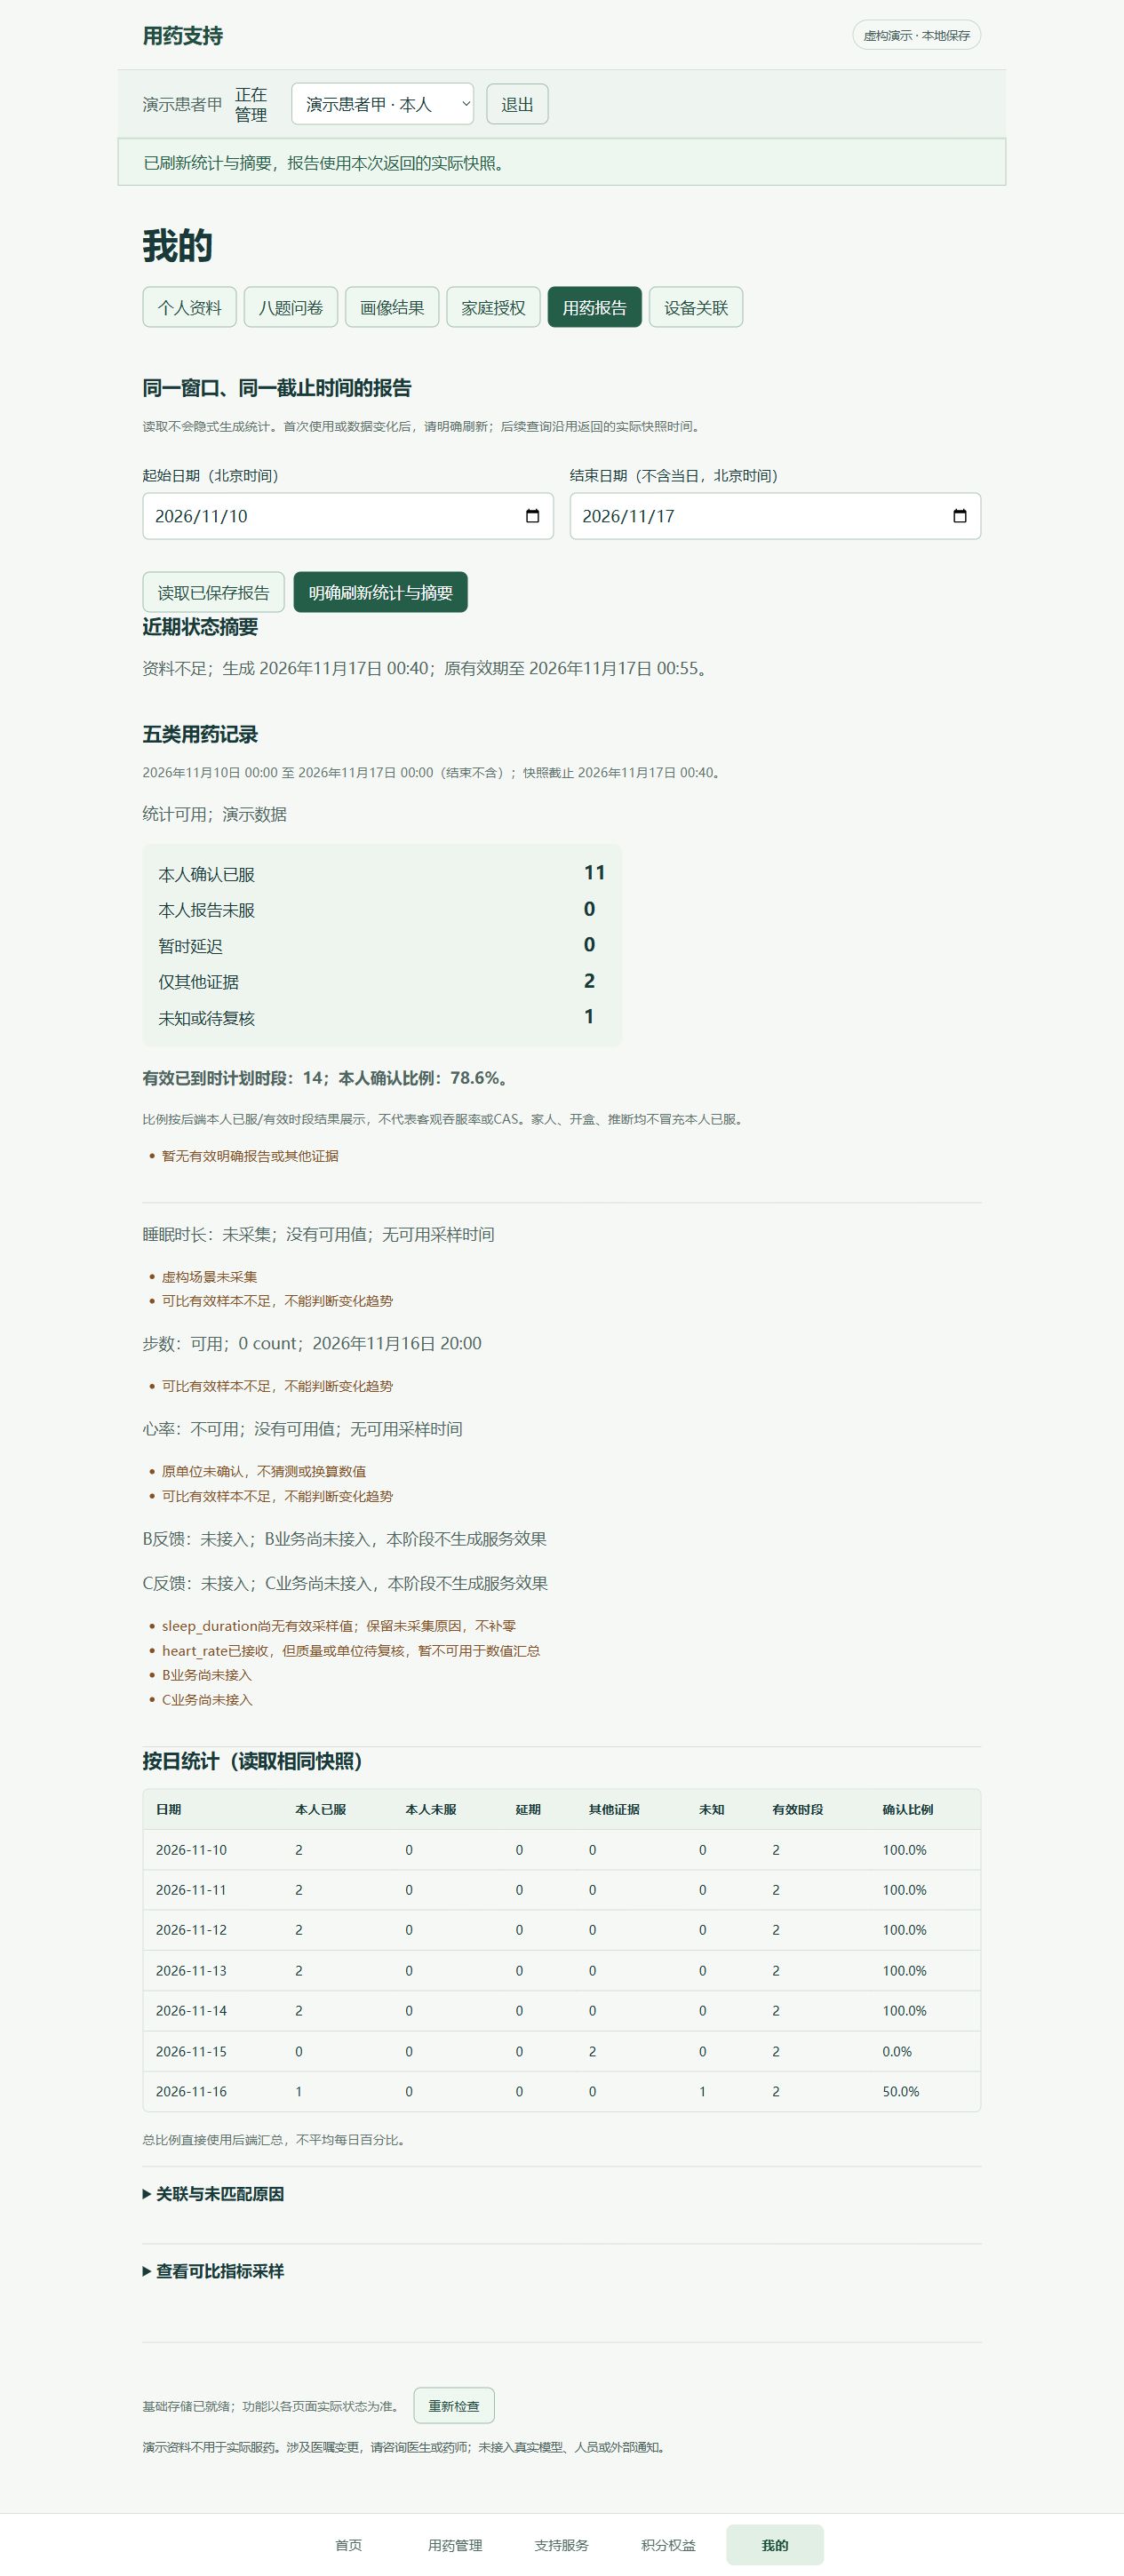 用药支持
虚构演示 · 本地保存
演示患者甲
正在
管理
演示患者甲 · 本人
退出
已刷新统计与摘要，报告使用本次返回的实际快照。
我的
个人资料
八题问卷
画像结果
家庭授权
用药报告
设备关联
同一窗口、同一截止时间的报告
读取不会隐式生成统计。首次使用或数据变化后，请明确刷新；后续查询沿用返回的实际快照时间。
起始日期（北京时间）
结束日期（不含当日，北京时间）
2026/11/10
2026/11/17
读取已保存报告
明确刷新统计与摘要
近期状态摘要
资料不足；生成 2026年11月17日 00:40；原有效期至 2026年11月17日 00:55。
五类用药记录
2026年11月10日 00:00 至 2026年11月17日 00:00（结束不含）；快照截止 2026年11月17日 00:40。
统计可用；演示数据
本人确认已服 11
本人报告未服 0
暂时延迟 0
仅其他证据 2
未知或待复核 1
有效已到时计划时段：14；本人确认比例：78.6%。
比例按后端本人已服/有效时段结果展示，不代表客观吞服率或CAS。家人、开盒、推断均不冒充本人已服。
• 暂无有效明确报告或其他证据
睡眠时长：未采集；没有可用值；无可用采样时间
• 虚构场景未采集
• 可比有效样本不足，不能判断变化趋势
步数：可用；0 count；2026年11月16日 20:00
• 可比有效样本不足，不能判断变化趋势
心率：不可用；没有可用值；无可用采样时间
• 原单位未确认，不猜测或换算数值
• 可比有效样本不足，不能判断变化趋势
B反馈：未接入；B业务尚未接入，本阶段不生成服务效果
C反馈：未接入；C业务尚未接入，本阶段不生成服务效果
• sleep_duration尚无有效采样值；保留未采集原因，不补零
• heart_rate已接收，但质量或单位待复核，暂不可用于数值汇总
• B业务尚未接入
• C业务尚未接入
按日统计（读取相同快照）
日期 本人已服 本人未服 延期 其他证据 未知 有效时段 确认比例
2026-11-10 2 0 0 0 0 2 100.0%
2026-11-11 2 0 0 0 0 2 100.0%
2026-11-12 2 0 0 0 0 2 100.0%
2026-11-13 2 0 0 0 0 2 100.0%
2026-11-14 2 0 0 0 0 2 100.0%
2026-11-15 0 0 0 2 0 2 0.0%
2026-11-16 1 0 0 0 1 2 50.0%
总比例直接使用后端汇总，不平均每日百分比。
▶ 关联与未匹配原因
▶ 查看可比指标采样
基础存储已就绪；功能以各页面实际状态为准。
重新检查
演示资料不用于实际服药。涉及医嘱变更，请咨询医生或药师；未接入真实模型、人员或外部通知。
首页
用药管理
支持服务
积分权益
我的